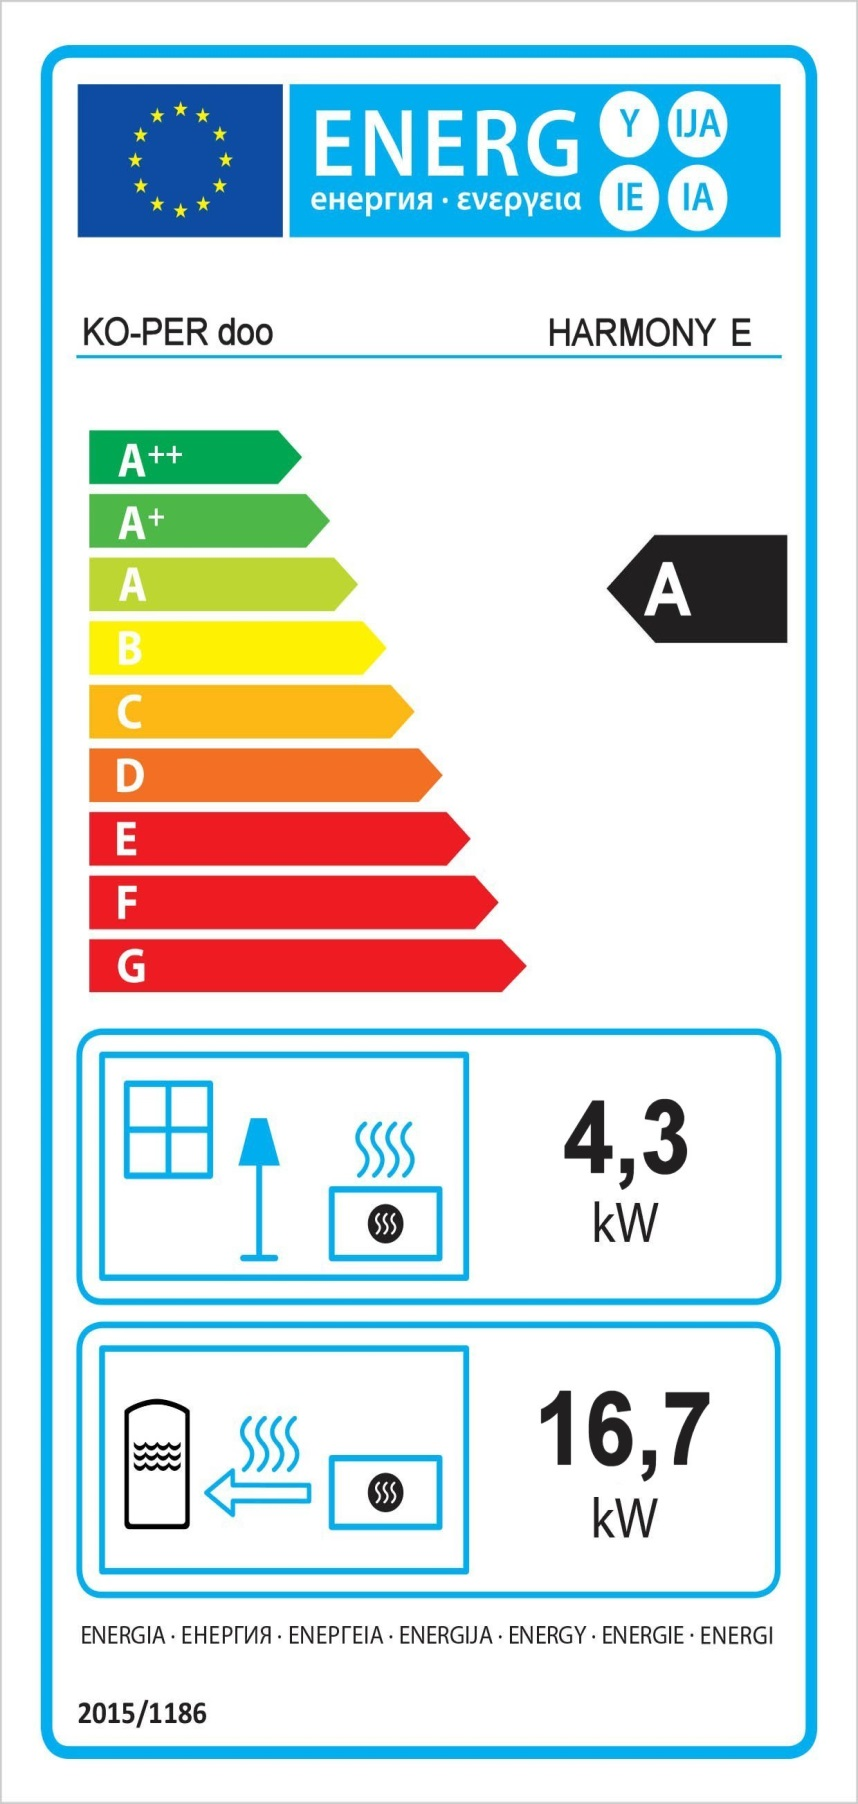 ENERG Y IJA
енергия · ενεργεια IE IA
KO-PER doo HARMONY E
A++
A+
A
A
B
C
D
E
F
G
4,3
kW
16,7
kW
ENERGIA · ЕНЕРГИЯ · ΕΝΕΡΓΕΙΑ · ENERGIJA · ENERGY · ENERGIE · ENERGI
2015/1186